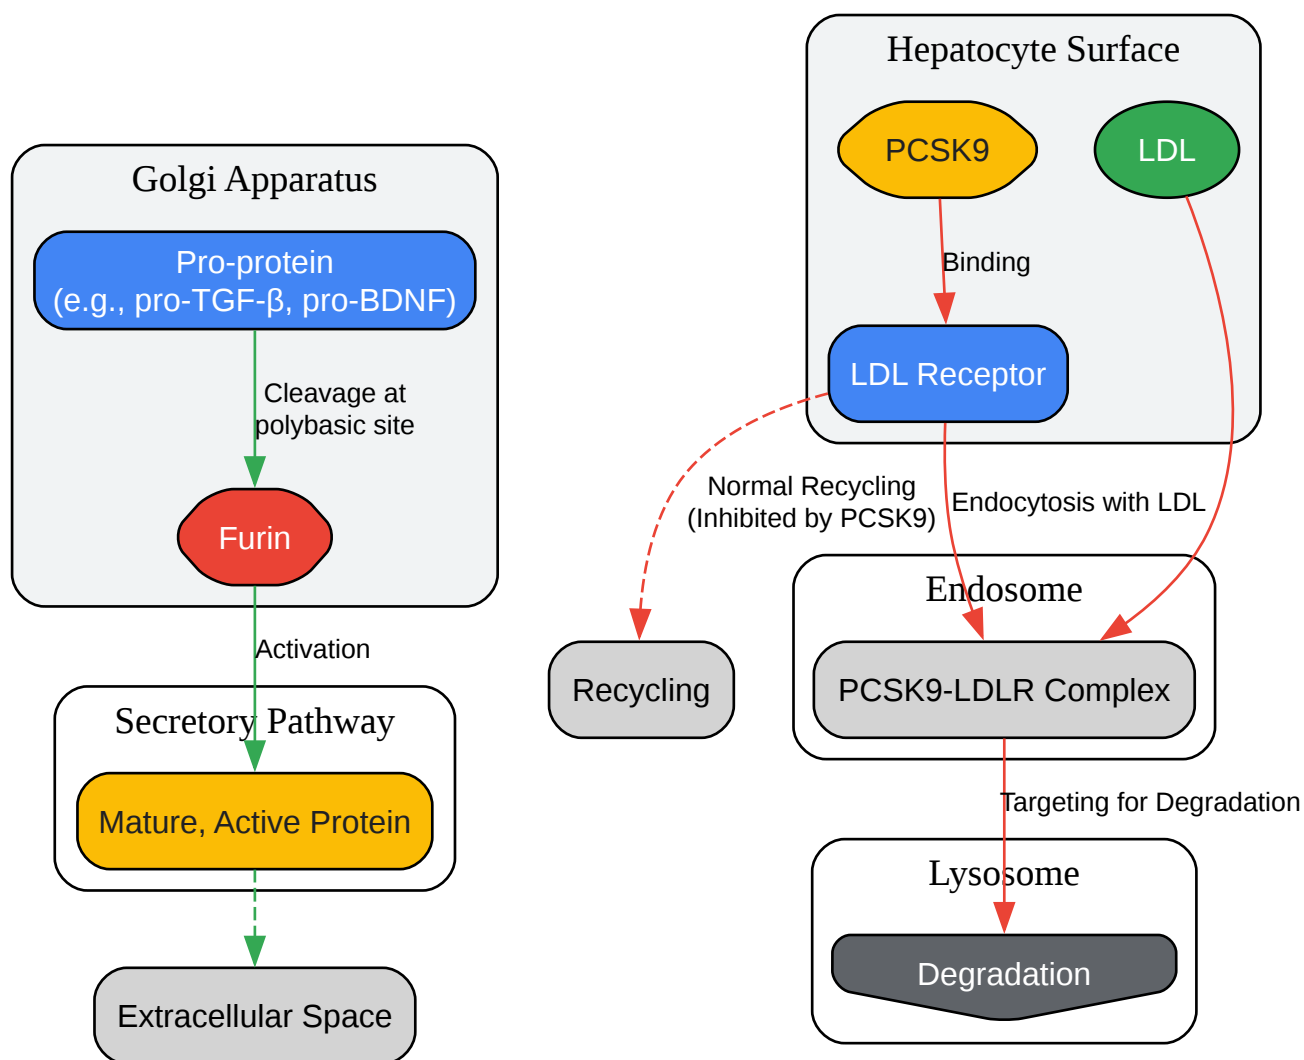 Golgi Apparatus
Pro-protein
(e.g., pro-TGF-β, pro-BDNF)
Cleavage at
polybasic site
Furin
Activation
Secretory Pathway
Mature, Active Protein
Extracellular Space
Hepatocyte Surface
PCSK9
LDL
Binding
LDL Receptor
Normal Recycling
(Inhibited by PCSK9)
Endocytosis with LDL
Endosome
Recycling
PCSK9-LDLR Complex
Targeting for Degradation
Lysosome
Degradation